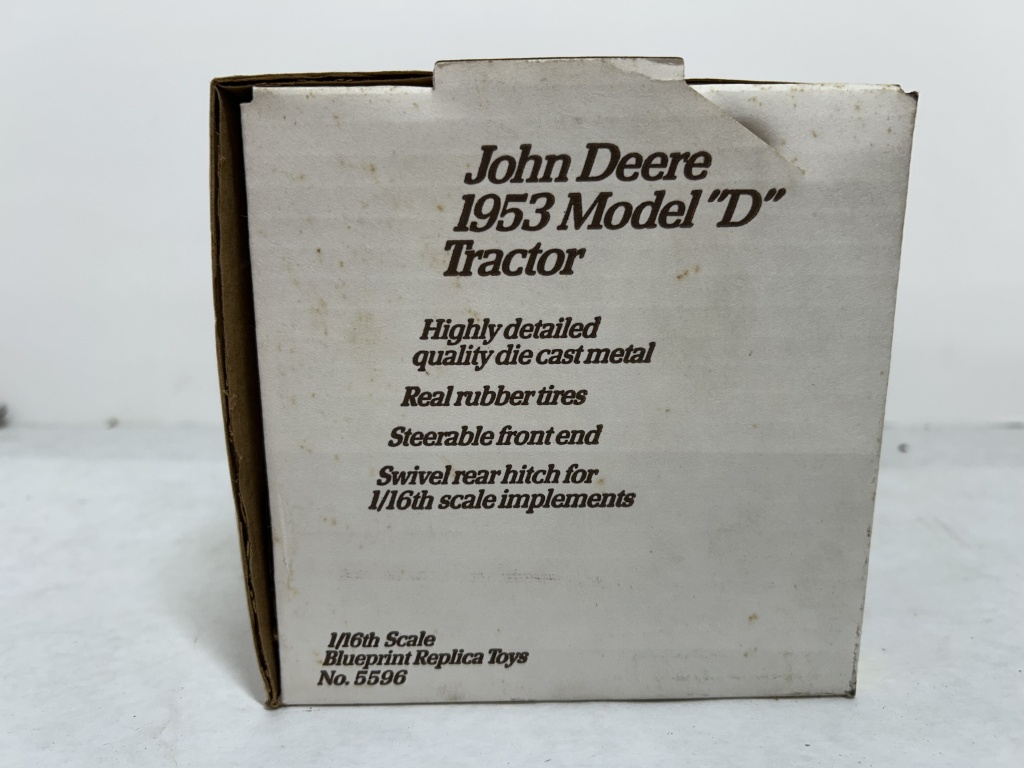 John Deere
1953 Model "D"
Tractor
Highly detailed
quality die cast metal
Real rubber tires
Steerable front end
Swivel rear hitch for
1/16th scale implements
1/16th Scale
Blueprint Replica Toys
No. 5596